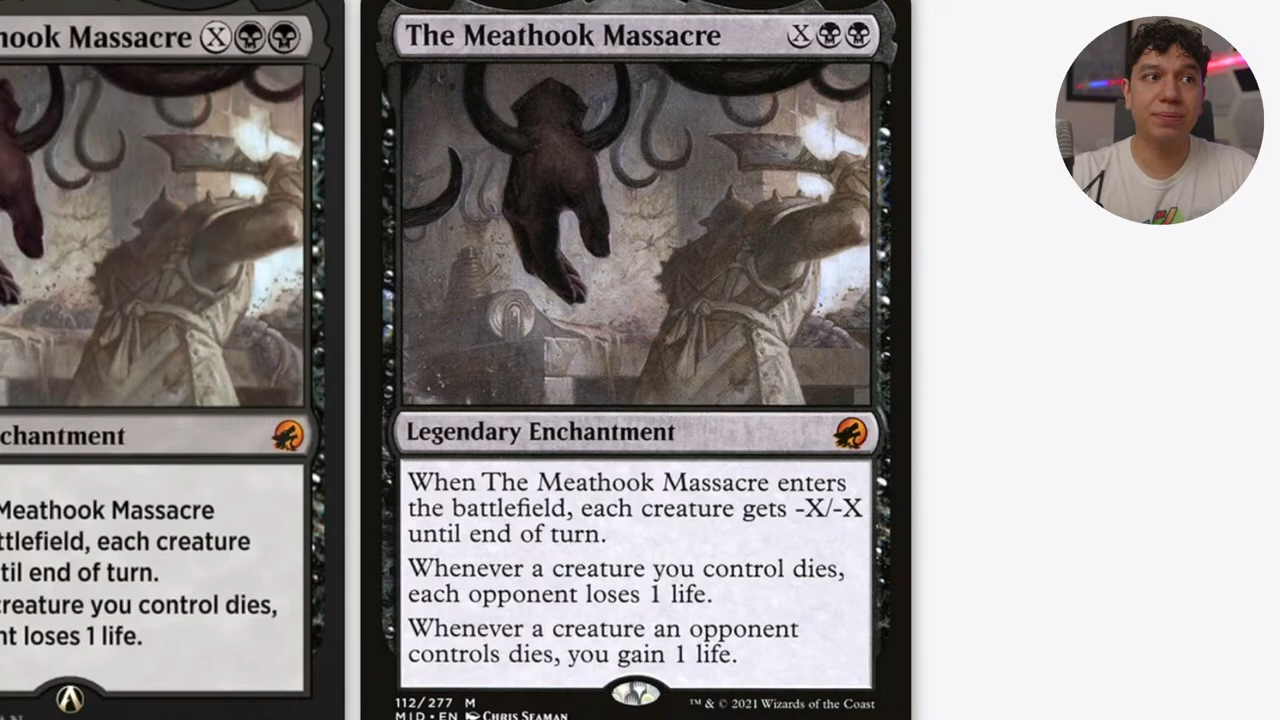 hook Massacre X
chantment
Meathook Massacre
ttlefield, each creature
til end of turn.
creature you control dies,
nt loses 1 life.
The Meathook Massacre X
Legendary Enchantment
When The Meathook Massacre enters
the battlefield, each creature gets -X/-X
until end of turn.
Whenever a creature you control dies,
each opponent loses 1 life.
Whenever a creature an opponent
controls dies, you gain 1 life.
112/277 M
MID • EN CHRIS SEAMAN
™ & © 2021 Wizards of the Coast